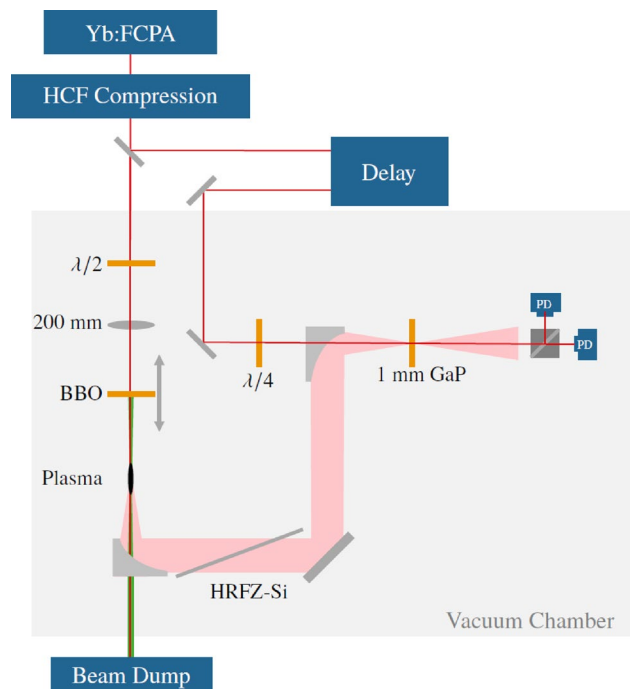 Yb:FCPA
HCF Compression
Delay
λ/2
200 mm
PD
PD
λ/4
1 mm GaP
BBO
Plasma
HRFZ-Si
Vacuum Chamber
Beam Dump